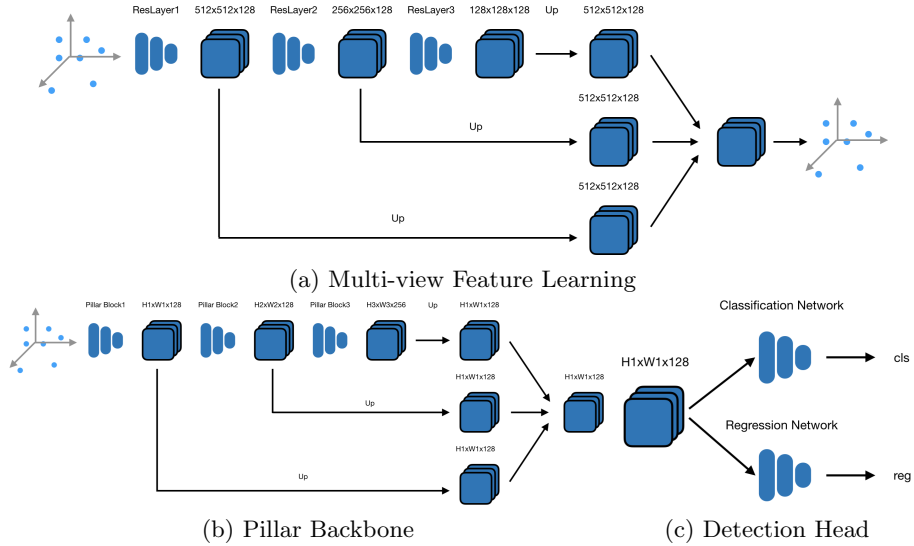 ResLayer1 512x512x128 ResLayer2 256x256x128 ResLayer3 128x128x128 Up 512x512x128
512x512x128
Up
512x512x128
Up
(a) Multi-view Feature Learning
Pillar Block1 H1xW1x128 Pillar Block2 H2xW2x128 Pillar Block3 H3xW3x256 Up H1xW1x128
H1xW1x128 H1xW1x128
Up
H1xW1x128
Up
(b) Pillar Backbone
Classification Network
H1xW1x128
cls
Regression Network
reg
(c) Detection Head